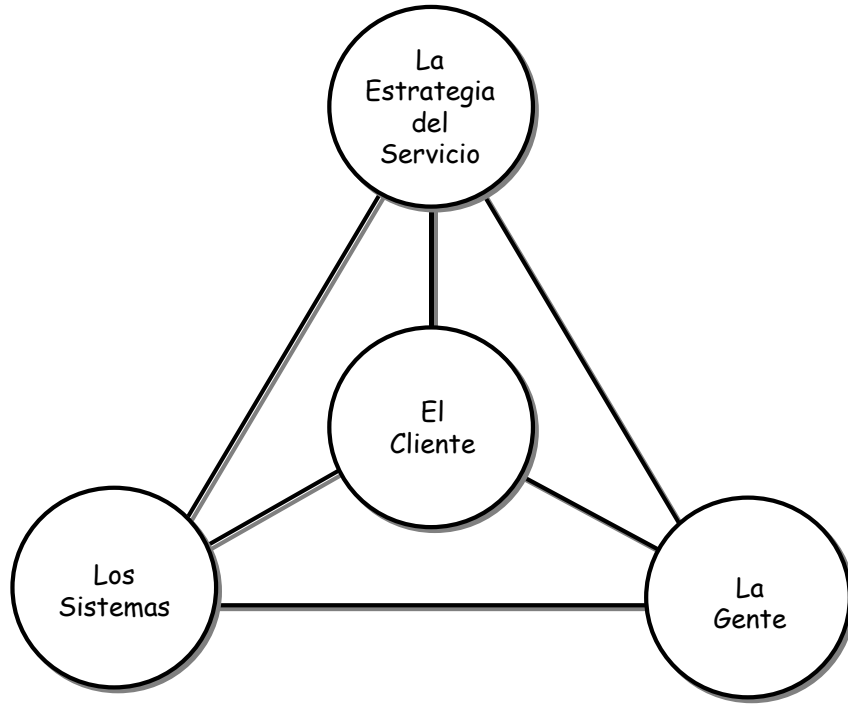 La
Estrategia
del
Servicio
El
Cliente
Los
Sistemas
La
Gente